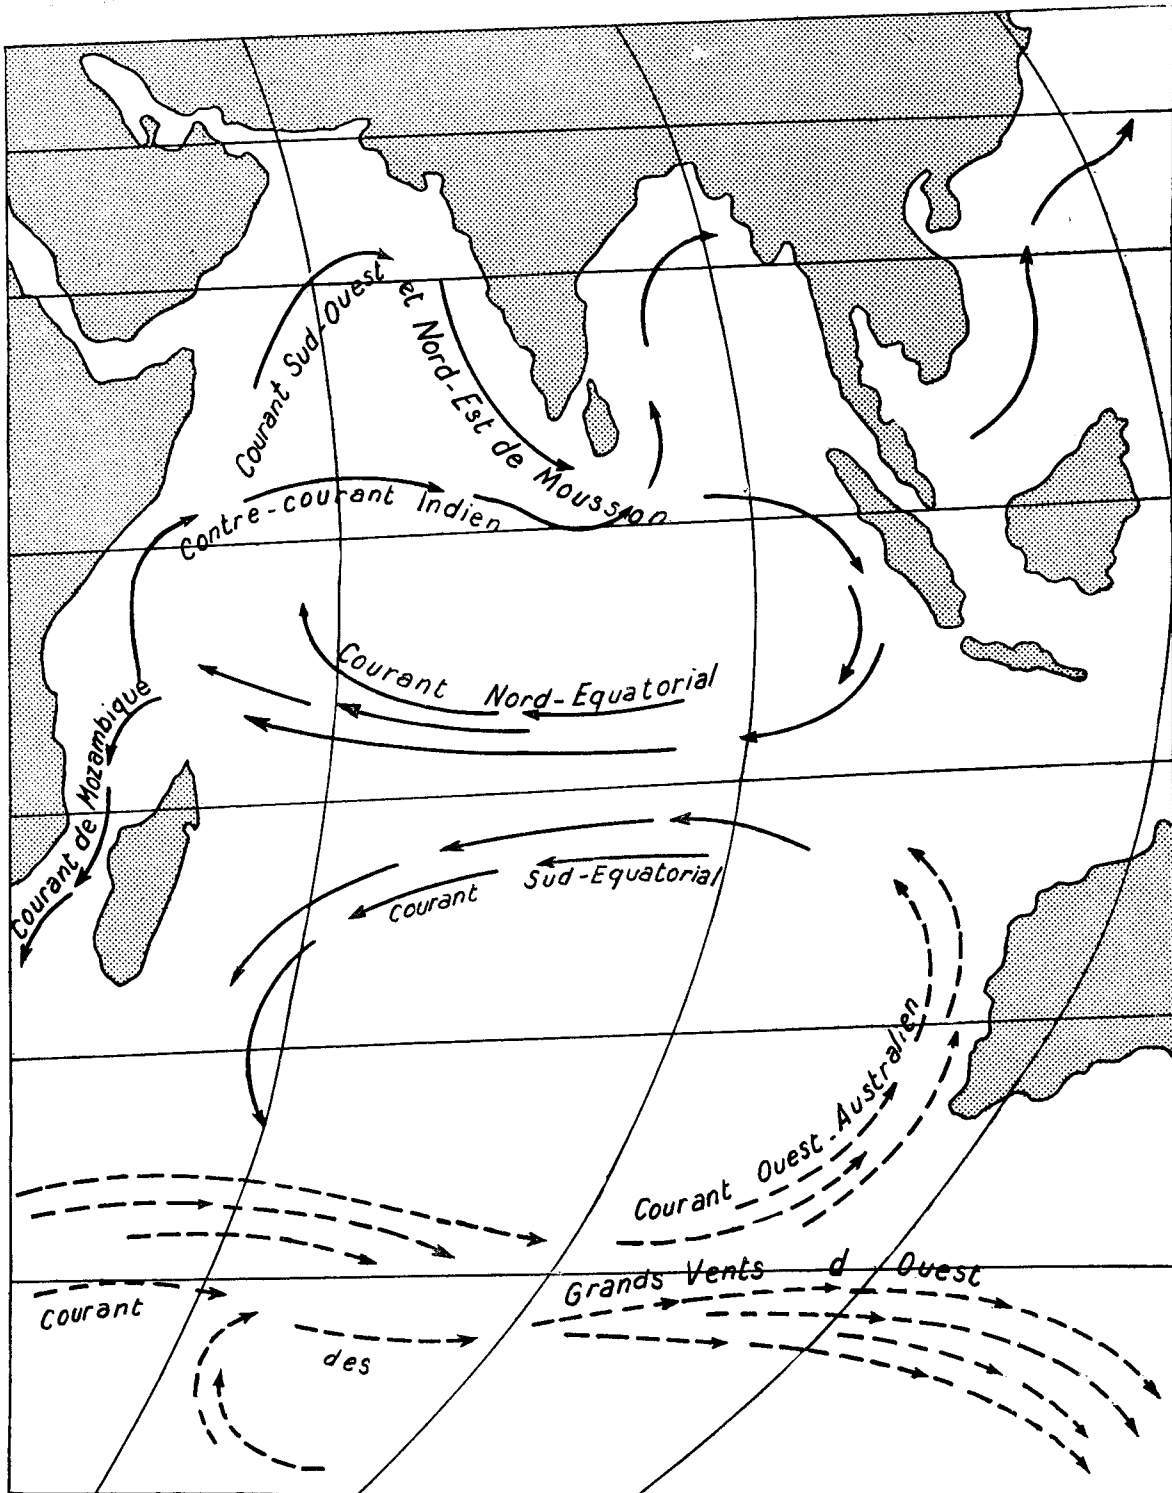 Courant Sud-Ouest et Nord-Est de Moussion
Contre-courant Indien
Courant Nord-Equatorial
Courant de Mozambique
Courant Sud-Equatorial
Courant Ouest-Australien
Courant des Grands Vents d Ouest